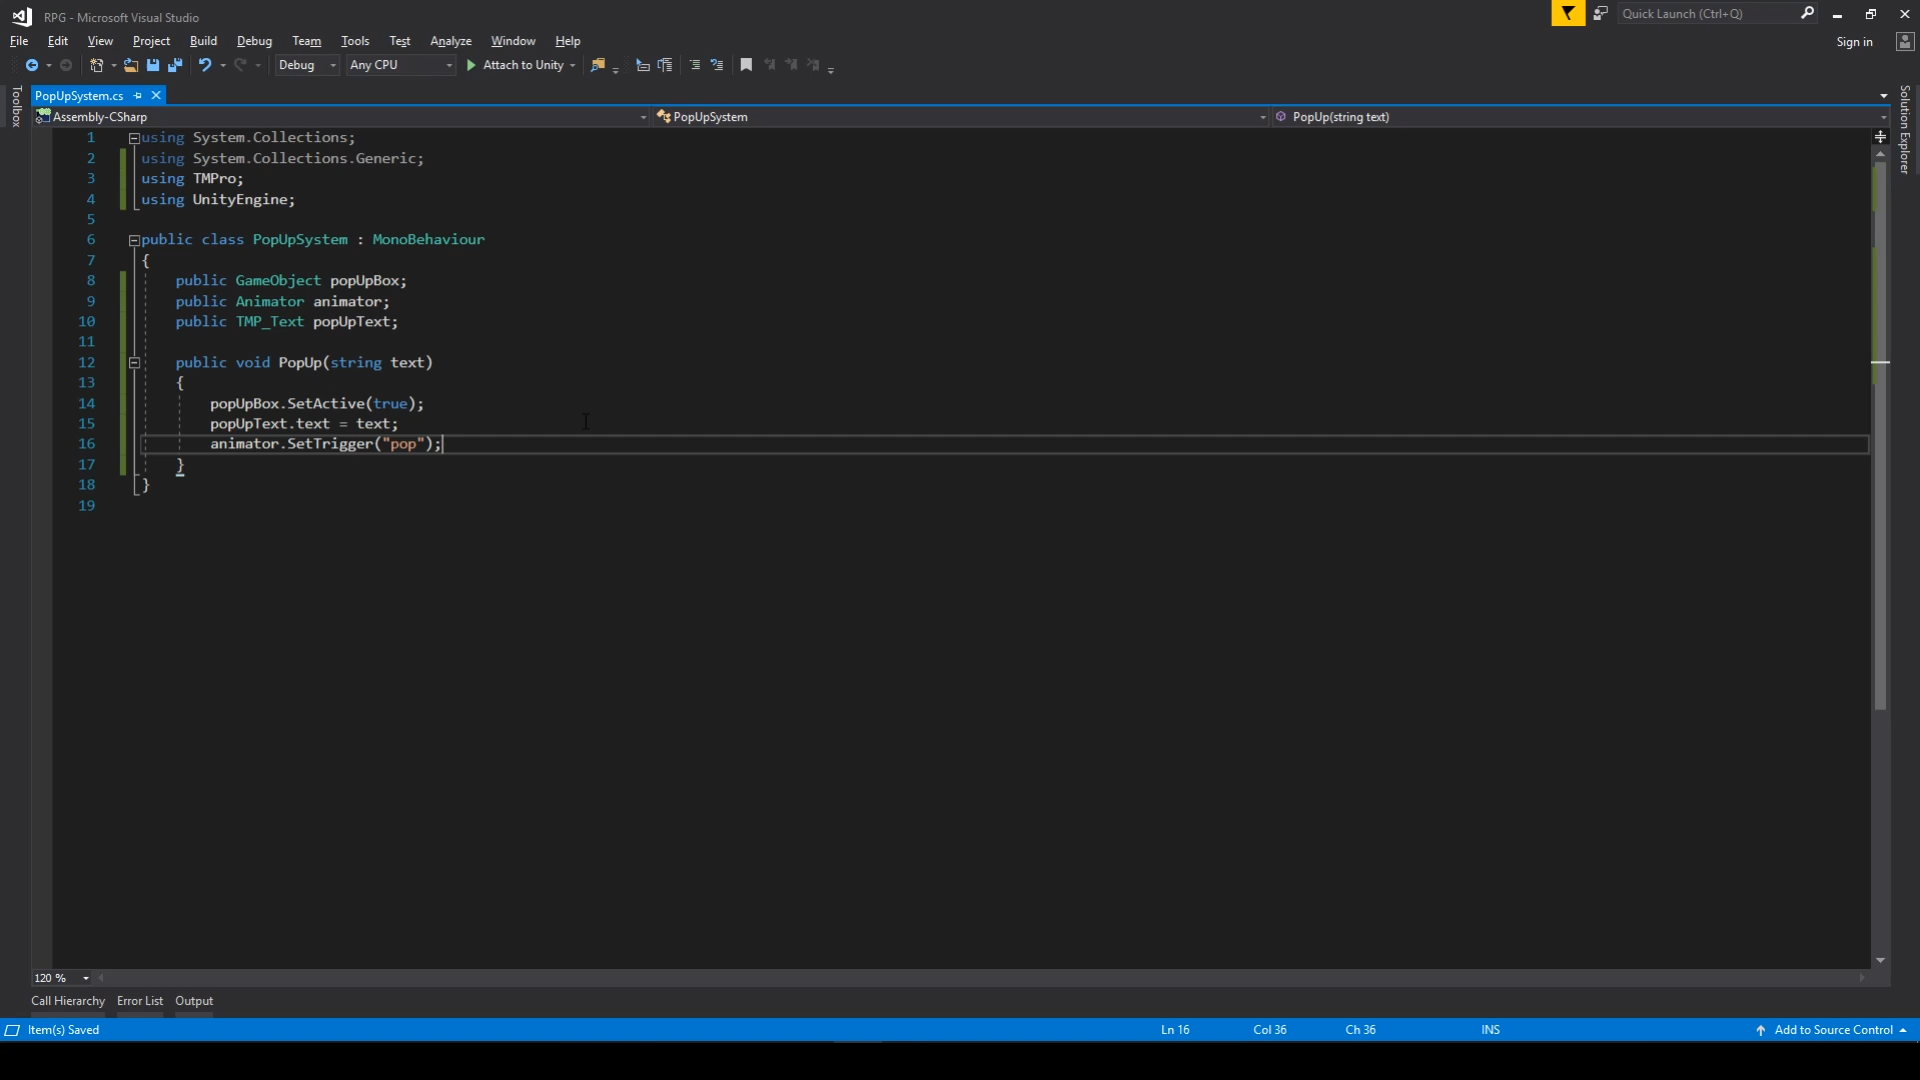 RPG - Microsoft Visual Studio
Quick Launch (Ctrl+Q)
File Edit View Project Build Debug Team Tools Test Analyze Window Help
Sign in
Debug Any CPU Attach to Unity
Toolbox
PopUpSystem.cs
Solution Explorer
Assembly-CSharp PopUpSystem PopUp(string text)
1 using System.Collections;
2 using System.Collections.Generic;
3 using TMPro;
4 using UnityEngine;
5
6 public class PopUpSystem : MonoBehaviour
7 {
8 public GameObject popUpBox;
9 public Animator animator;
10 public TMP_Text popUpText;
11
12 public void PopUp(string text)
13 {
14 popUpBox.SetActive(true);
15 popUpText.text = text;
16 animator.SetTrigger("pop");
17 }
18 }
19
120 %
Call Hierarchy Error List Output
Item(s) Saved Ln 16 Col 36 Ch 36 INS Add to Source Control